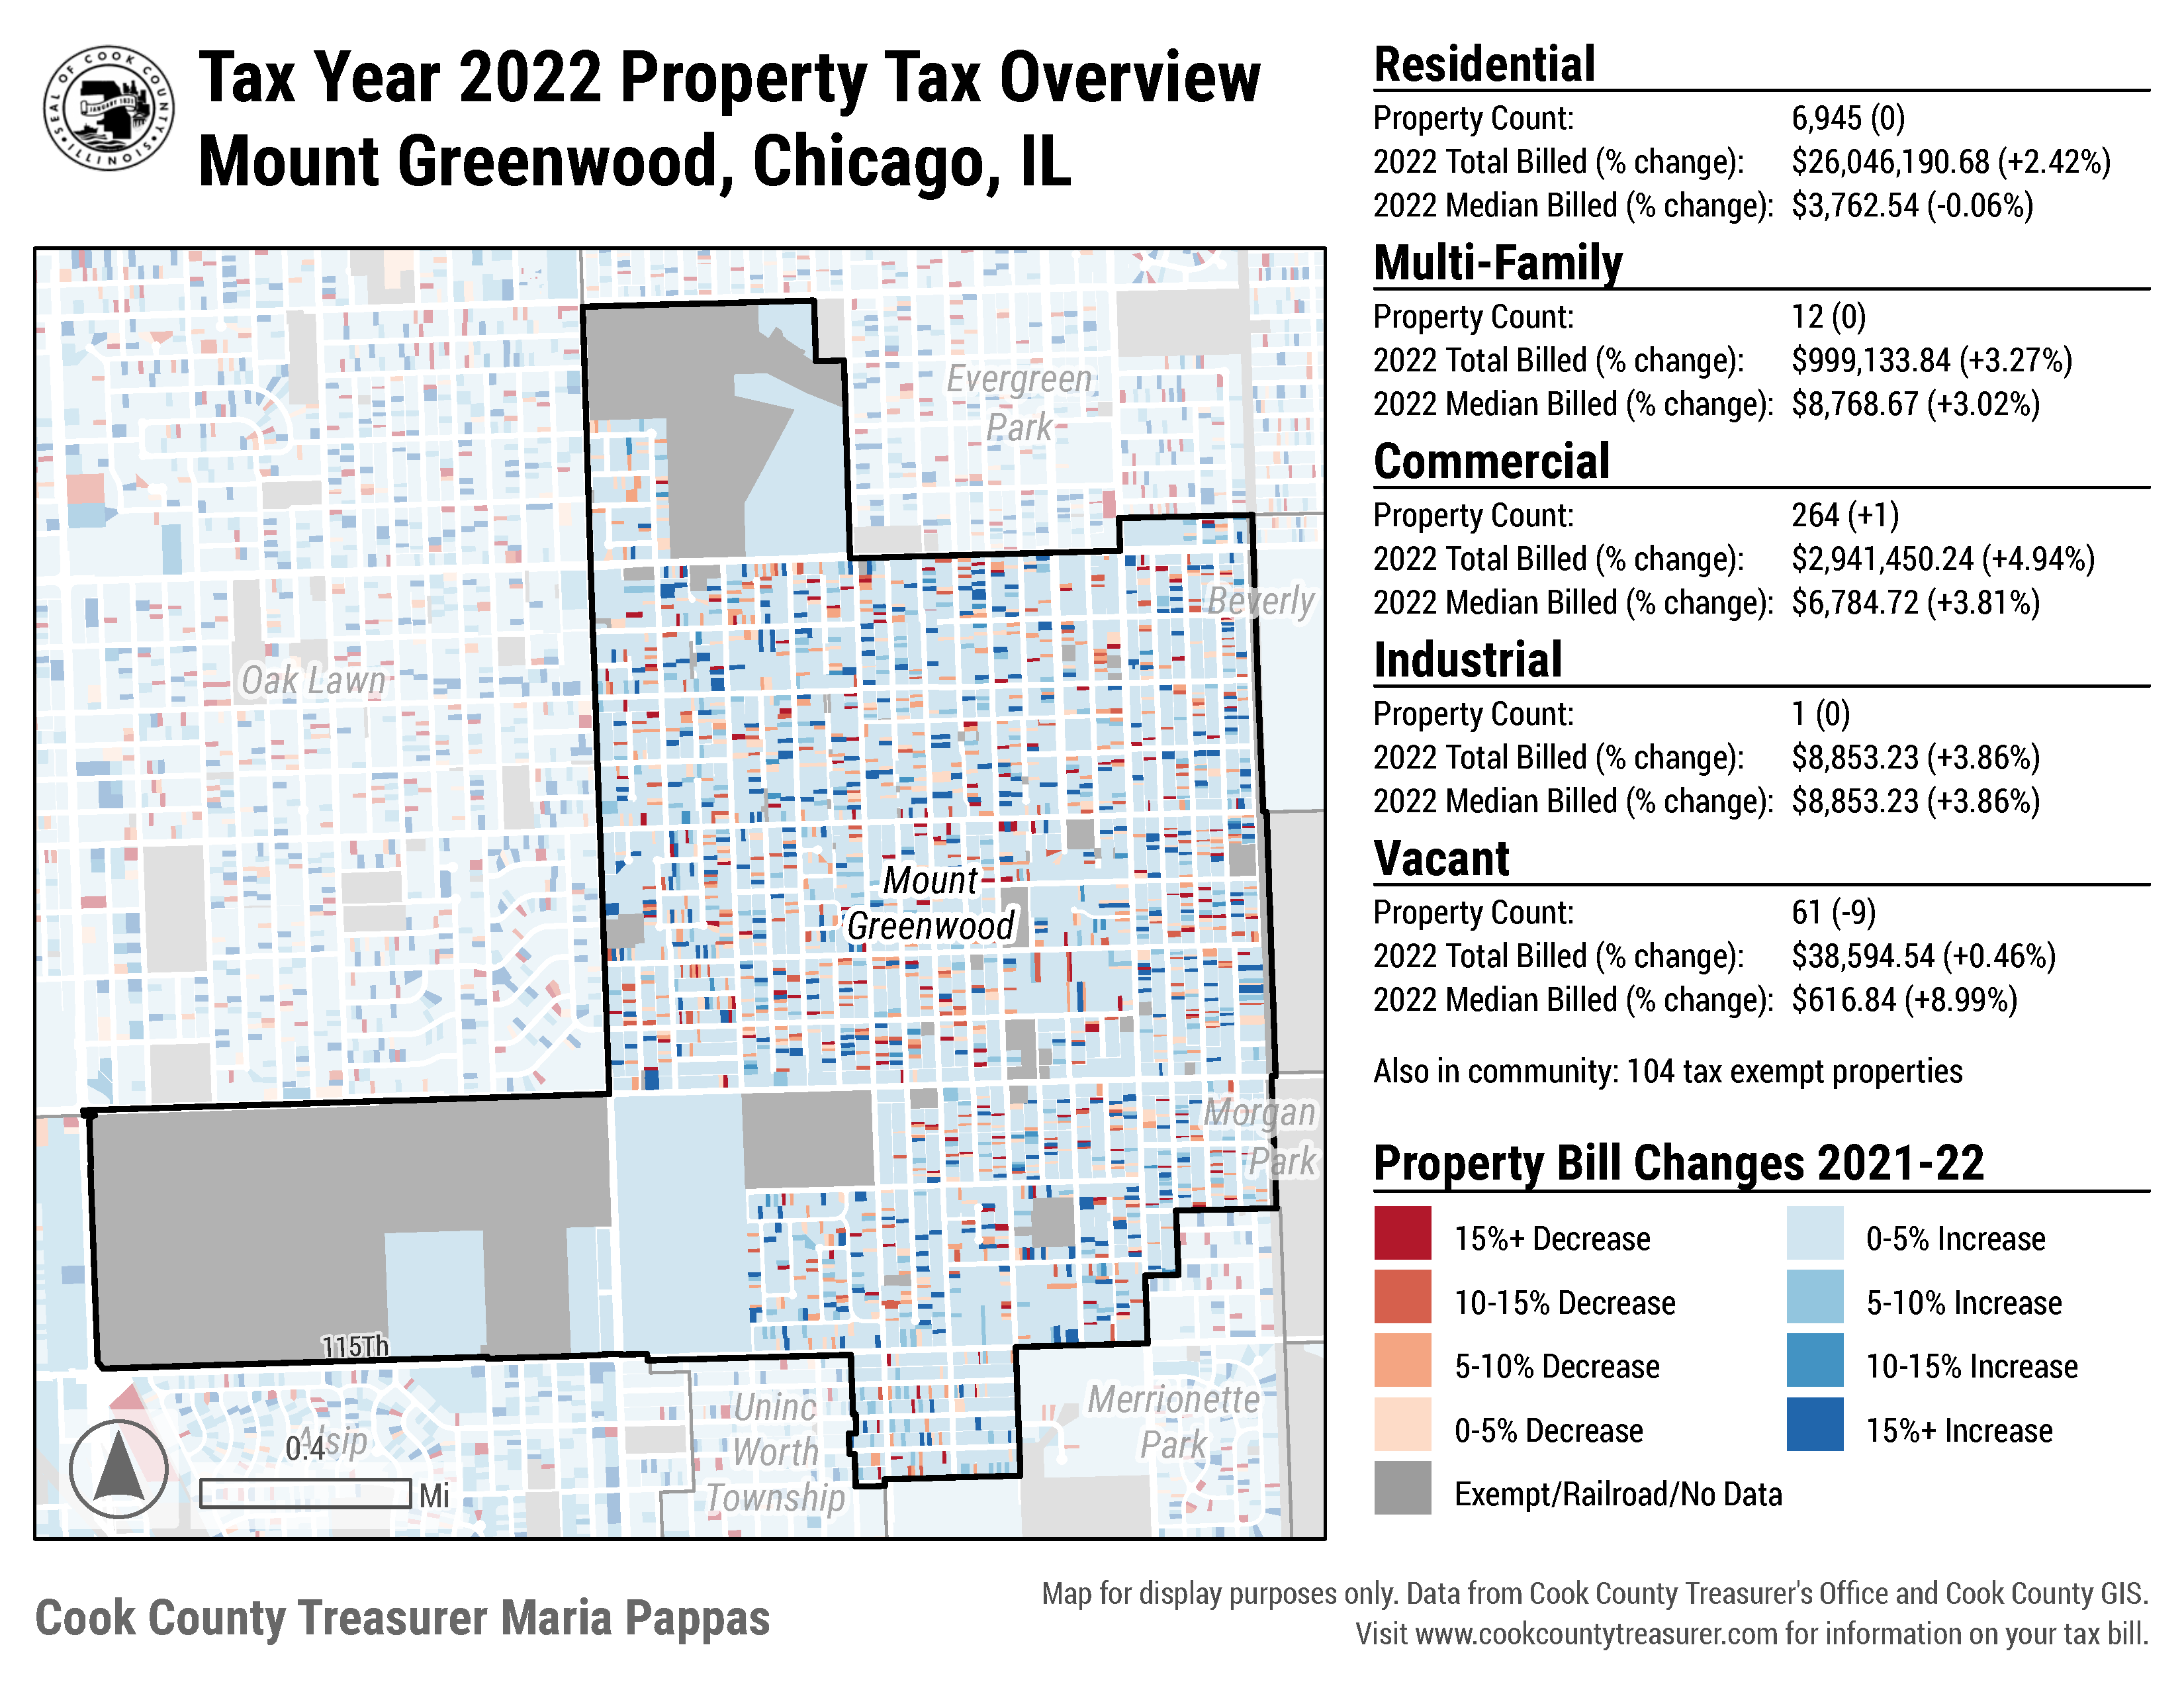 SEAL OF COOK COUNTY
JANUARY 1831
ILLINOIS
Tax Year 2022 Property Tax Overview
Mount Greenwood, Chicago, IL
Evergreen
Park
Beverly
Oak Lawn
Mount
Greenwood
Morgan
Park
115Th
Uninc
Worth
Township
Merrionette
Park
Alsip
0.4
Mi
Residential
Property Count: 6,945 (0)
2022 Total Billed (% change): $26,046,190.68 (+2.42%)
2022 Median Billed (% change): $3,762.54 (-0.06%)
Multi-Family
Property Count: 12 (0)
2022 Total Billed (% change): $999,133.84 (+3.27%)
2022 Median Billed (% change): $8,768.67 (+3.02%)
Commercial
Property Count: 264 (+1)
2022 Total Billed (% change): $2,941,450.24 (+4.94%)
2022 Median Billed (% change): $6,784.72 (+3.81%)
Industrial
Property Count: 1 (0)
2022 Total Billed (% change): $8,853.23 (+3.86%)
2022 Median Billed (% change): $8,853.23 (+3.86%)
Vacant
Property Count: 61 (-9)
2022 Total Billed (% change): $38,594.54 (+0.46%)
2022 Median Billed (% change): $616.84 (+8.99%)
Also in community: 104 tax exempt properties
Property Bill Changes 2021-22
15%+ Decrease
10-15% Decrease
5-10% Decrease
0-5% Decrease
Exempt/Railroad/No Data
0-5% Increase
5-10% Increase
10-15% Increase
15%+ Increase
Cook County Treasurer Maria Pappas
Map for display purposes only. Data from Cook County Treasurer's Office and Cook County GIS.
Visit www.cookcountytreasurer.com for information on your tax bill.